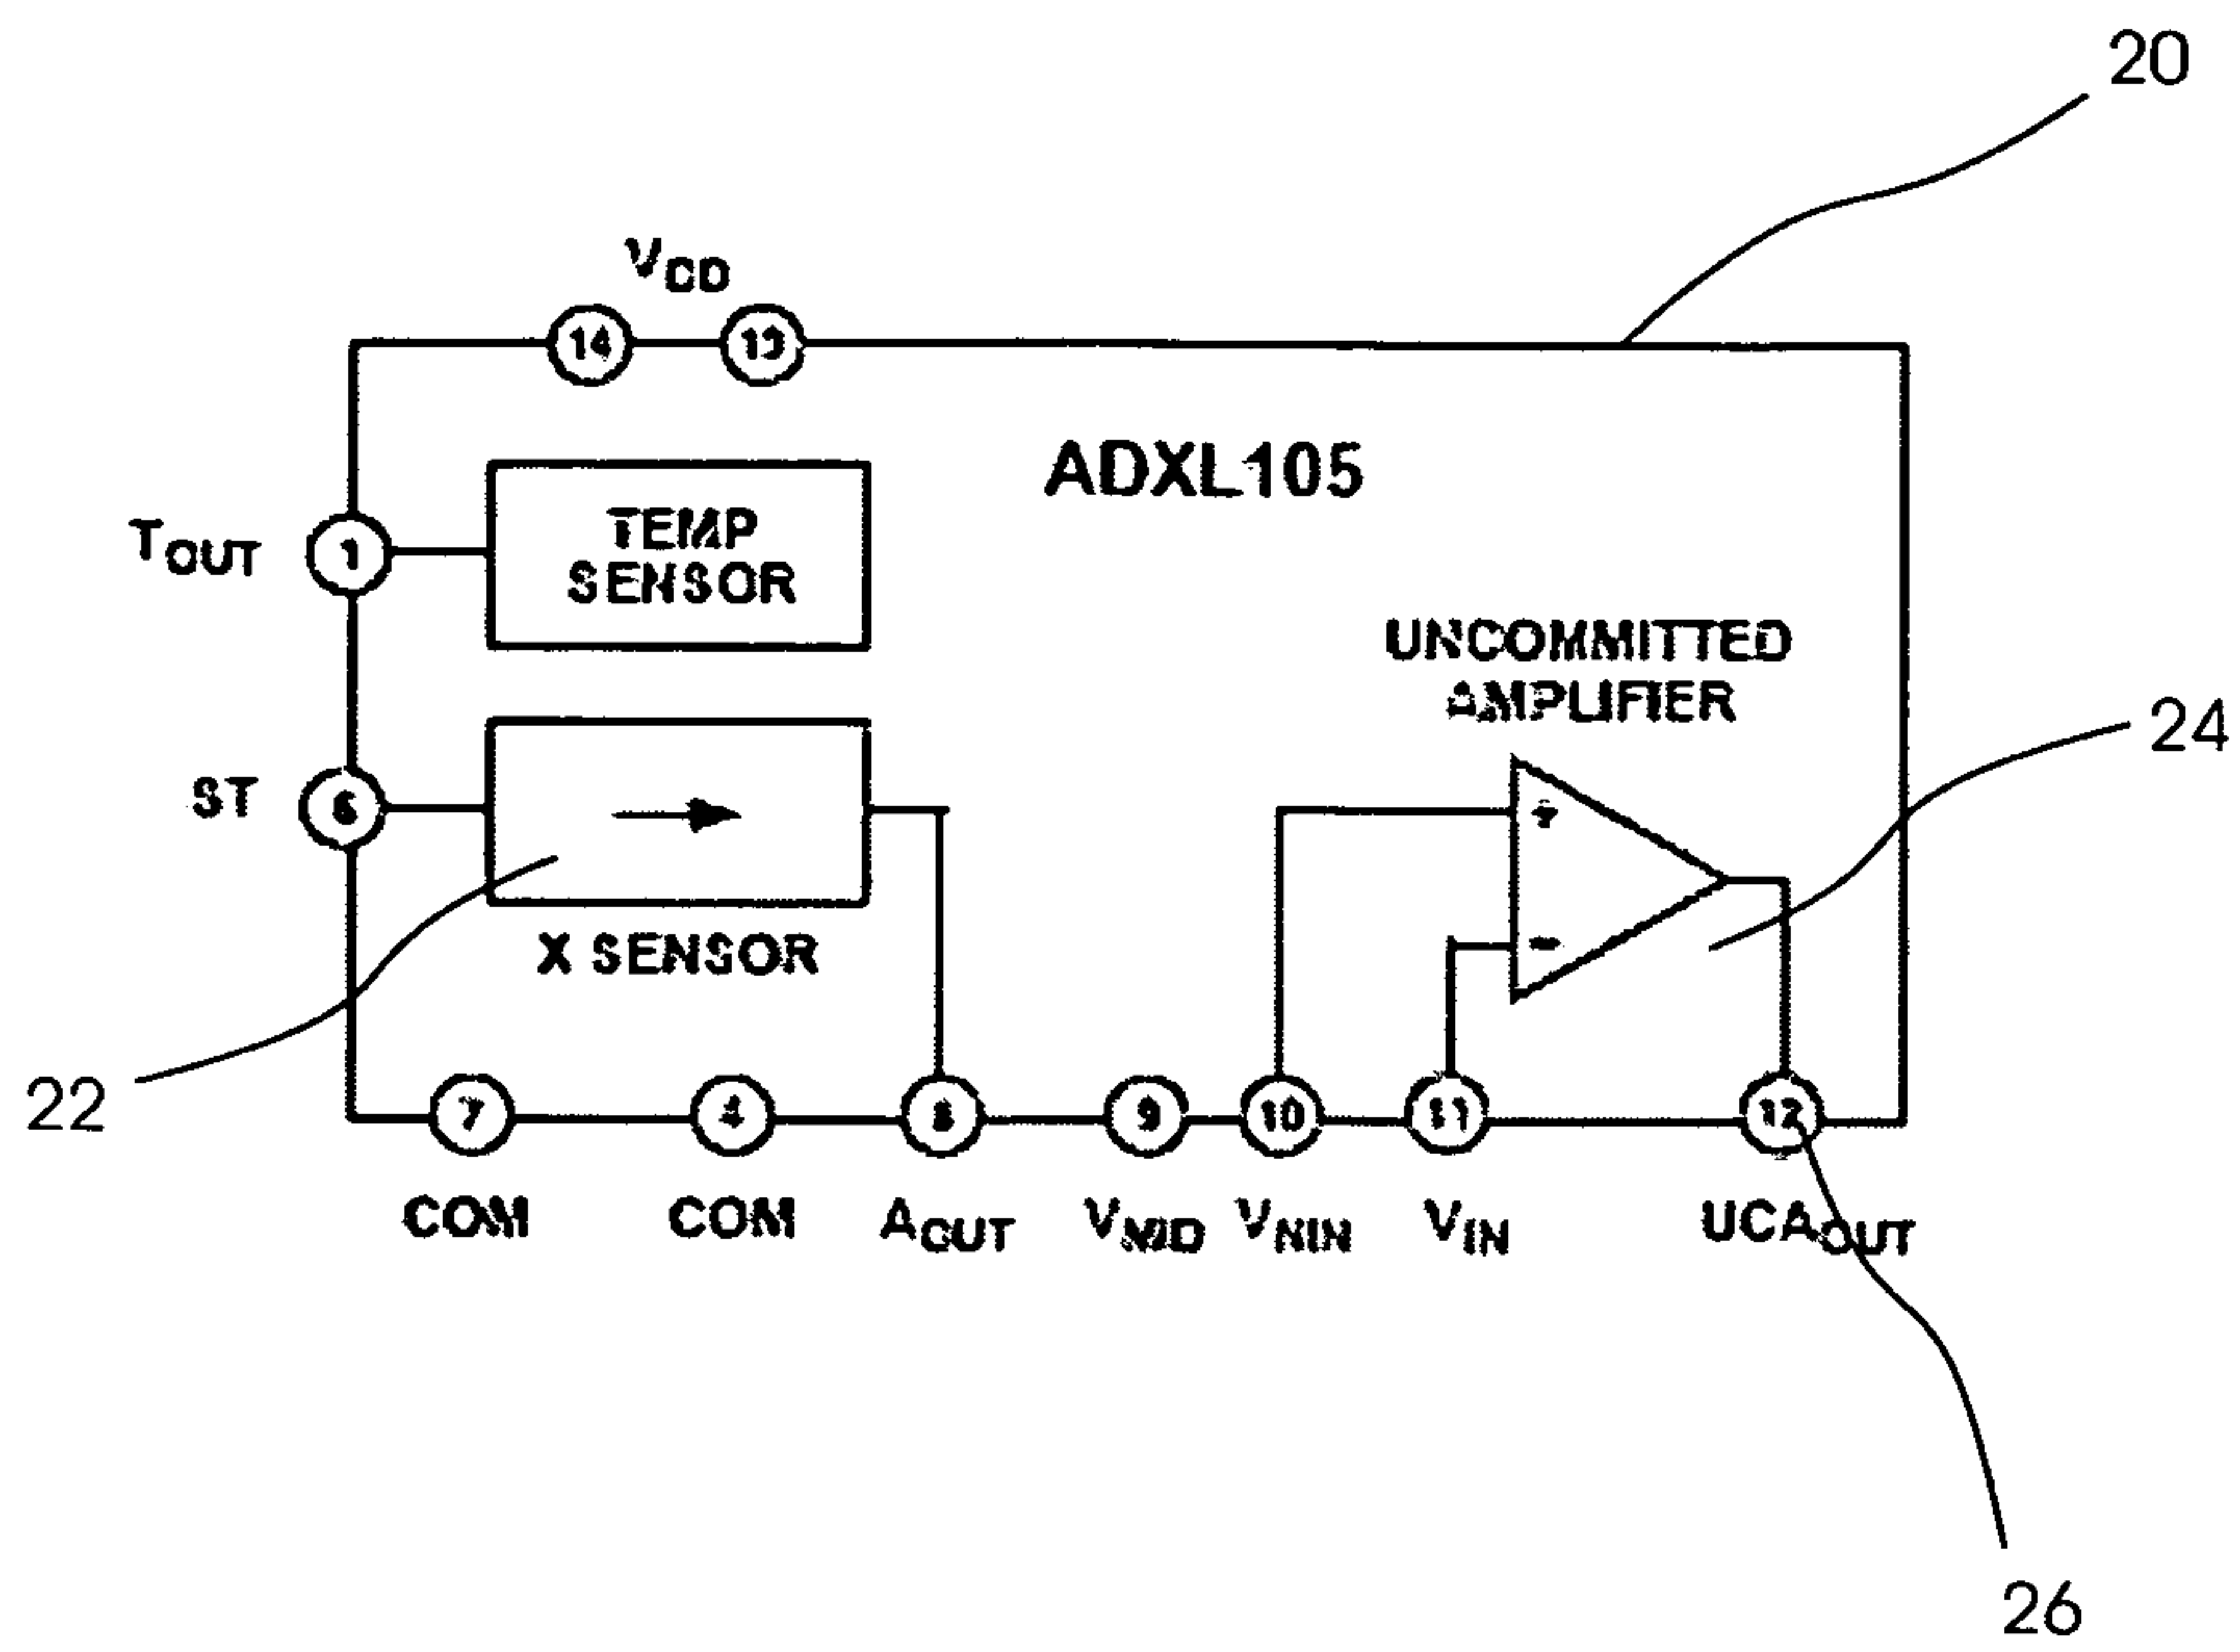 20
VDD
14 13
ADXL105
TOUT 1
TEMP
SENSOR
UNCOMMITTED
AMPLIFIER
24
ST
+
−
X SENSOR
22
7 4 8 9 10 11 12
COM COM AOUT VMID VNIN VIN UCAOUT
26